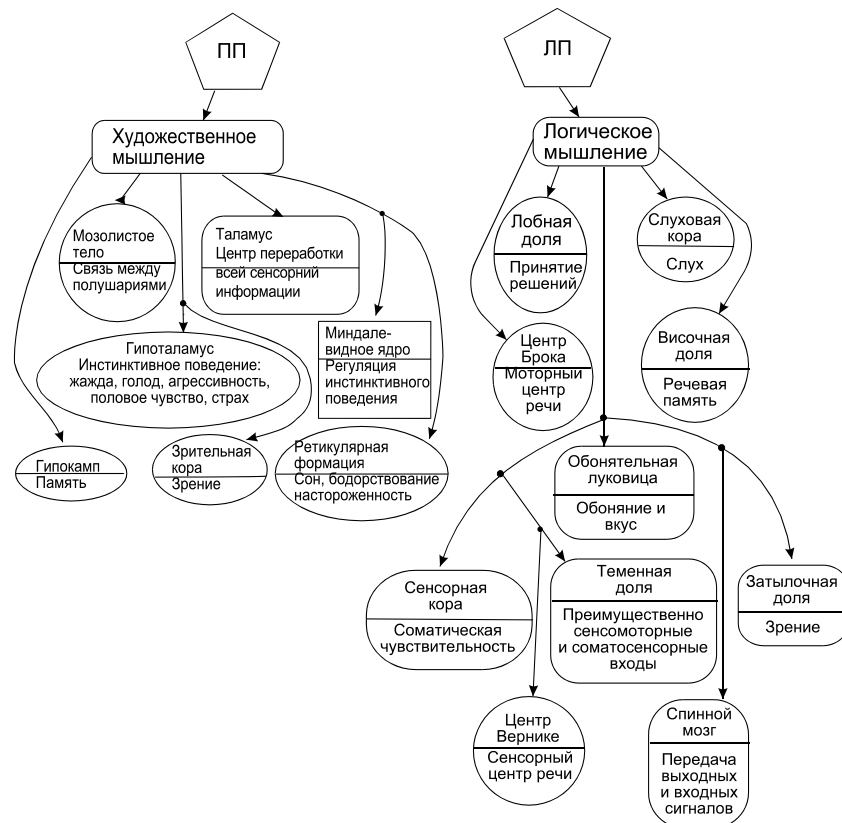 ПП
Художественное
мышление
Мозолистое
тело
Связь между
полушариями
Таламус
Центр переработки
всей сенсорний
информации
Гипоталамус
Инстинктивное поведение:
жажда, голод, агрессивность,
половое чувство, страх
Миндале-
видное ядро
Регуляция
инстинктивного
поведения
Гипокамп
Память
Зрительная
кора
Зрение
Ретикулярная
формация
Сон, бодорствование
настороженность
ЛП
Логическое
мышление
Лобная
доля
Принятие
решений
Слуховая
кора
Слух
Центр
Брока
Моторный
центр
речи
Височная
доля
Речевая
память
Обонятельная
луковица
Обоняние и
вкус
Сенсорная
кора
Соматическая
чувствительность
Теменная
доля
Преимущественно
сенсомоторные
и соматосенсорные
входы
Затылочная
доля
Зрение
Центр
Вернике
Сенсорный
центр речи
Спинной
мозг
Передача
выходных
и входных
сигналов